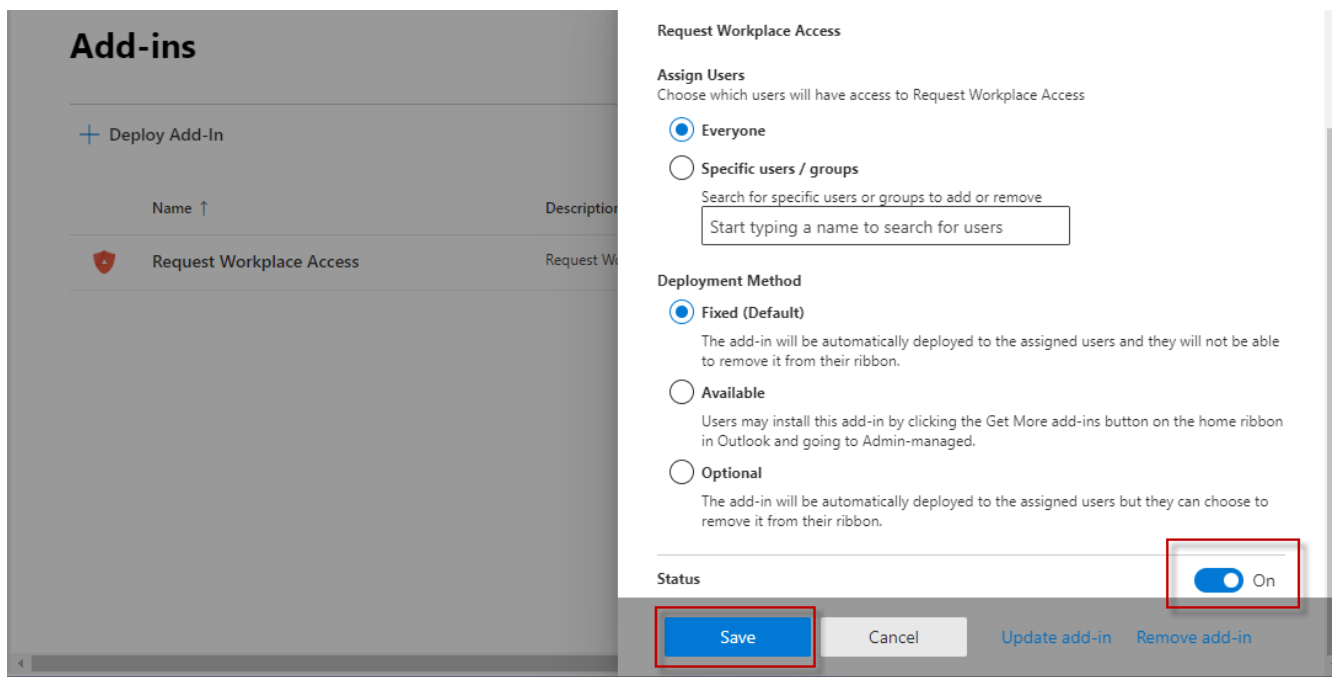 Add-ins
Deploy Add-In
Name ↑
Description
Request Workplace Access
Request W
Request Workplace Access
Assign Users
Choose which users will have access to Request Workplace Access
Everyone
Specific users / groups
Search for specific users or groups to add or remove
Start typing a name to search for users
Deployment Method
Fixed (Default)
The add-in will be automatically deployed to the assigned users and they will not be able
to remove it from their ribbon.
Available
Users may install this add-in by clicking the Get More add-ins button on the home ribbon
in Outlook and going to Admin-managed.
Optional
The add-in will be automatically deployed to the assigned users but they can choose to
remove it from their ribbon.
Status
On
Save
Cancel
Update add-in
Remove add-in